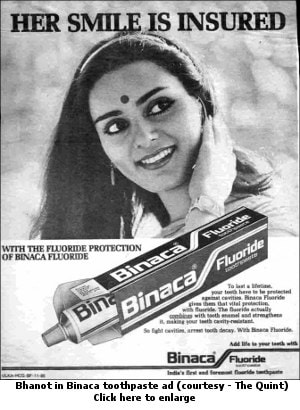 HER SMILE IS INSURED
WITH THE FLUORIDE PROTECTION
OF BINACA FLUORIDE
Binaca Fluoride
TOOTHPASTE
Binaca Fluoride
TOOTHPASTE
Binac
To last a lifetime,
your teeth have to be protected
against cavities. Binaca Fluoride
gives them that vital protection,
with fluoride. The fluoride actually
combines with tooth enamel and strengthens
it, making your teeth cavity-resistant.
So fight cavities, arrest tooth decay. With Binaca Fluoride.
Add life to your teeth with
Binaca Fluoride
TOOTHPASTE
India's first and foremost fluoride toothpaste
Bhanot in Binaca toothpaste ad (courtesy - The Quint)
Click here to enlarge